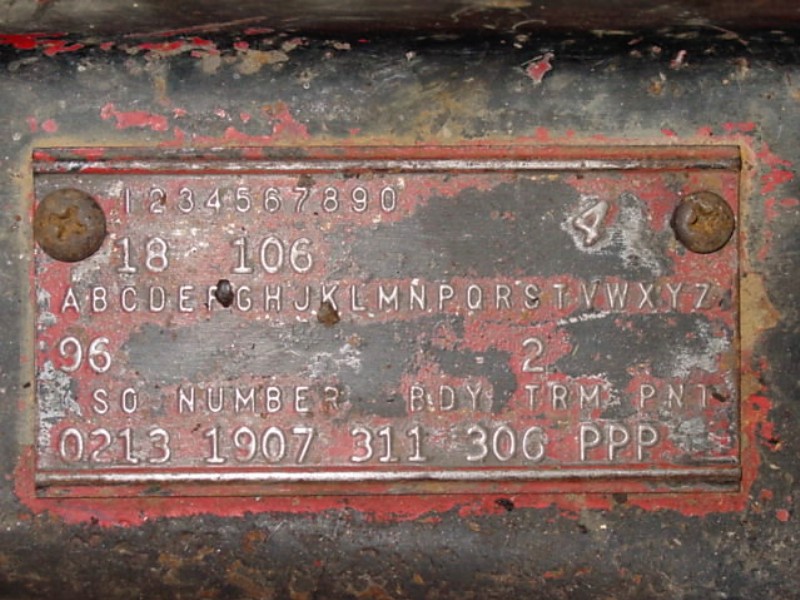 1234567890
4
18 106
ABCDEFGHJKLMNPQRSTVWXYZ
96 2
SO NUMBER BDY TRM PNT
0213 1907 311 306 PPP